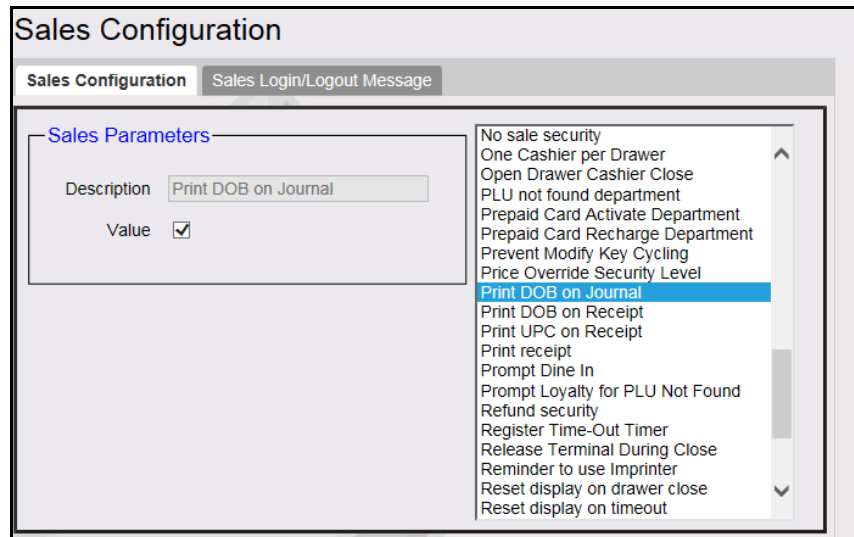 Sales Configuration
Sales Configuration
Sales Login/Logout Message
Sales Parameters
Description
Print DOB on Journal
Value
No sale security
One Cashier per Drawer
Open Drawer Cashier Close
PLU not found department
Prepaid Card Activate Department
Prepaid Card Recharge Department
Prevent Modify Key Cycling
Price Override Security Level
Print DOB on Journal
Print DOB on Receipt
Print UPC on Receipt
Print receipt
Prompt Dine In
Prompt Loyalty for PLU Not Found
Refund security
Register Time-Out Timer
Release Terminal During Close
Reminder to use Imprinter
Reset display on drawer close
Reset display on timeout